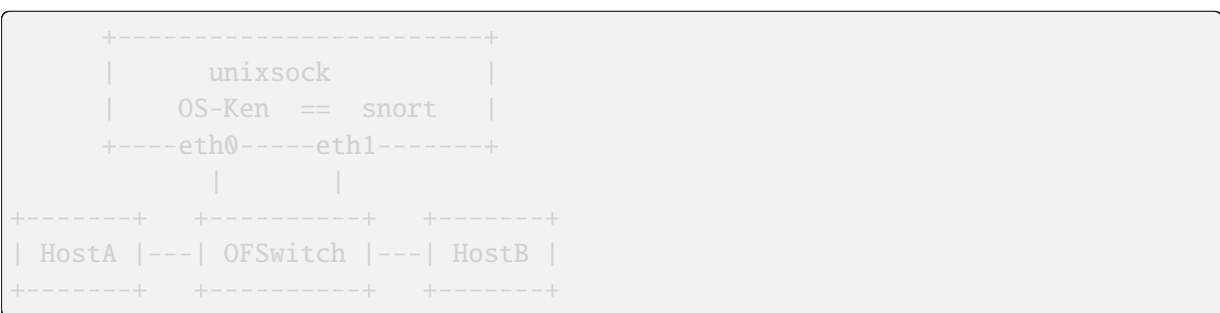 +------------------------+
      |      unixsock          |
      |    OS-Ken  ==  snort   |
      +----eth0-----eth1-------+
             |       |
+-------+   +----------+   +-------+
| HostA |---| OFSwitch |---| HostB |
+-------+   +----------+   +-------+